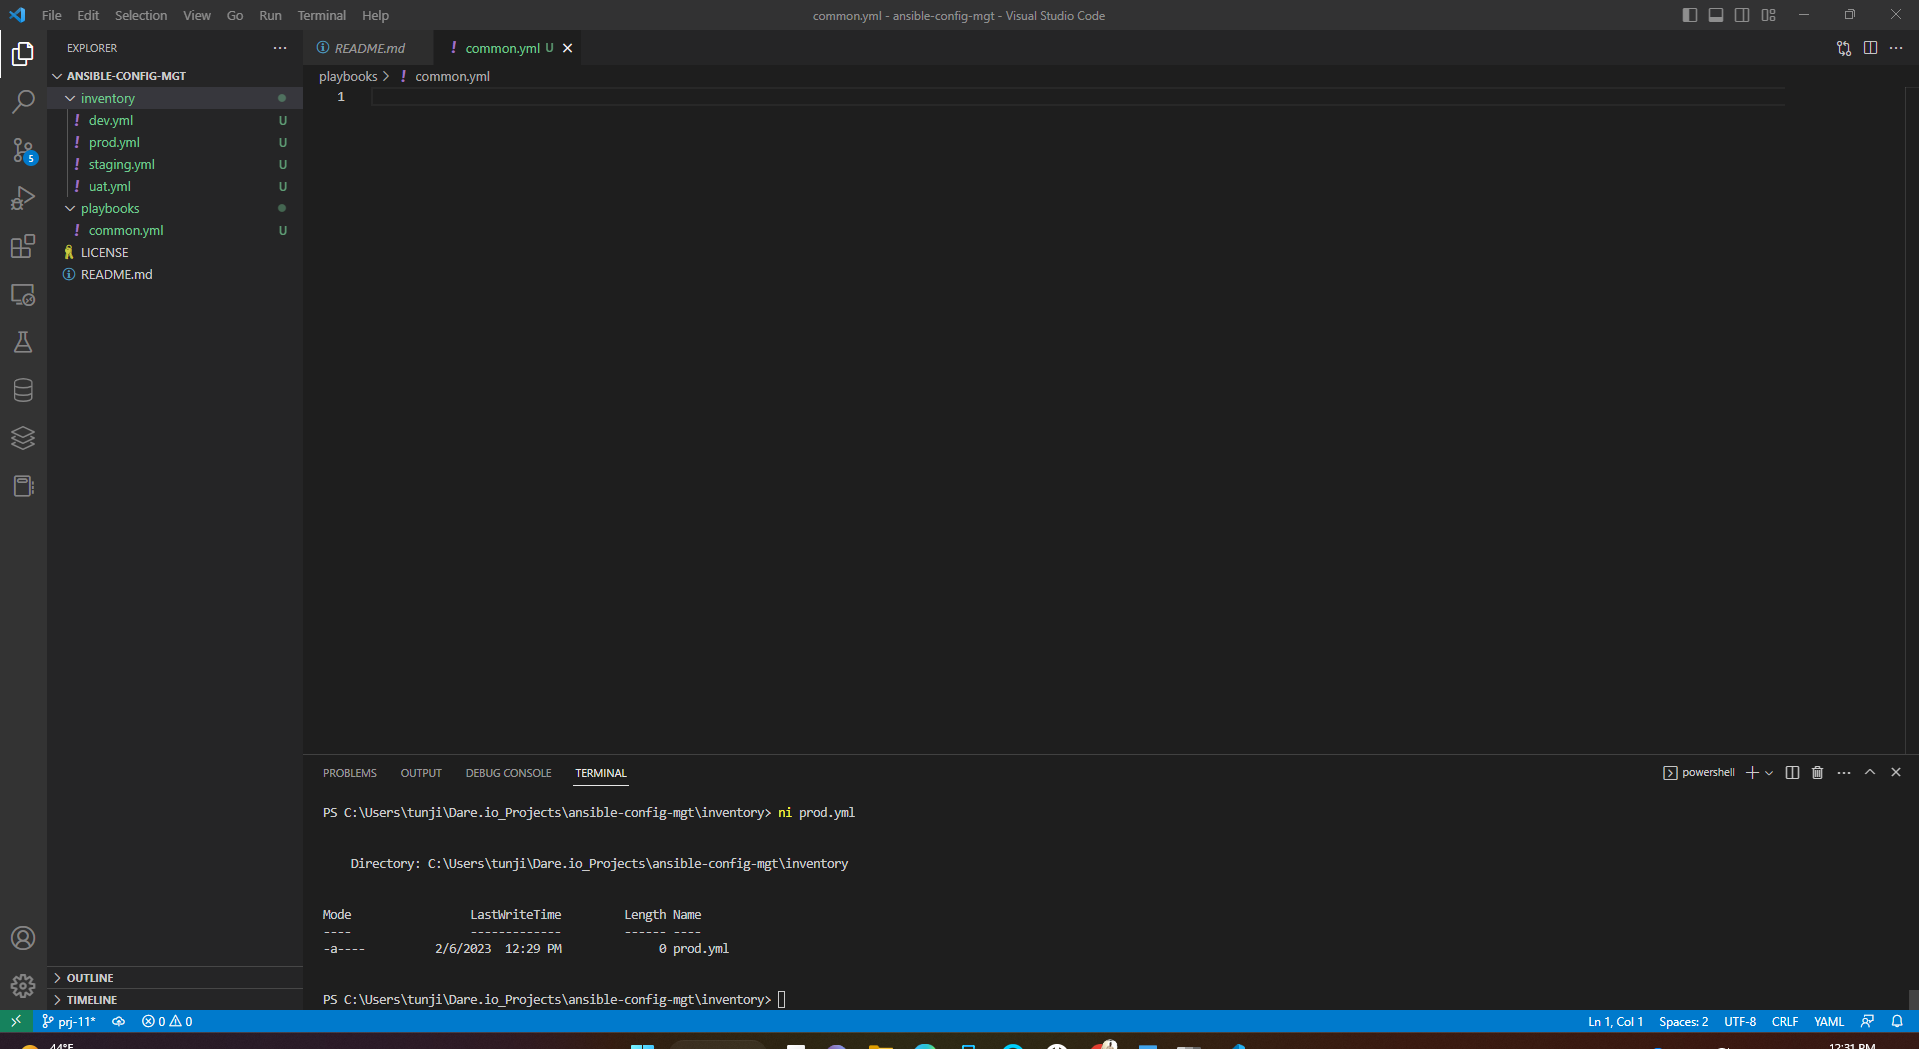 File Edit Selection View Go Run Terminal Help
common.yml - ansible-config-mgt - Visual Studio Code
EXPLORER
ANSIBLE-CONFIG-MGT
inventory
dev.yml U
prod.yml U
staging.yml U
uat.yml U
playbooks
common.yml U
LICENSE
README.md
OUTLINE
TIMELINE
5
README.md
common.yml U
playbooks > common.yml
1
PROBLEMS OUTPUT DEBUG CONSOLE TERMINAL
powershell
PS C:\Users\tunji\Dare.io_Projects\ansible-config-mgt\inventory> ni prod.yml
Directory: C:\Users\tunji\Dare.io_Projects\ansible-config-mgt\inventory
Mode LastWriteTime Length Name
---- ------------- ------ ----
-a---- 2/6/2023 12:29 PM 0 prod.yml
PS C:\Users\tunji\Dare.io_Projects\ansible-config-mgt\inventory>
prj-11* 0 0
Ln 1, Col 1 Spaces: 2 UTF-8 CRLF YAML
44°F
12:31 PM